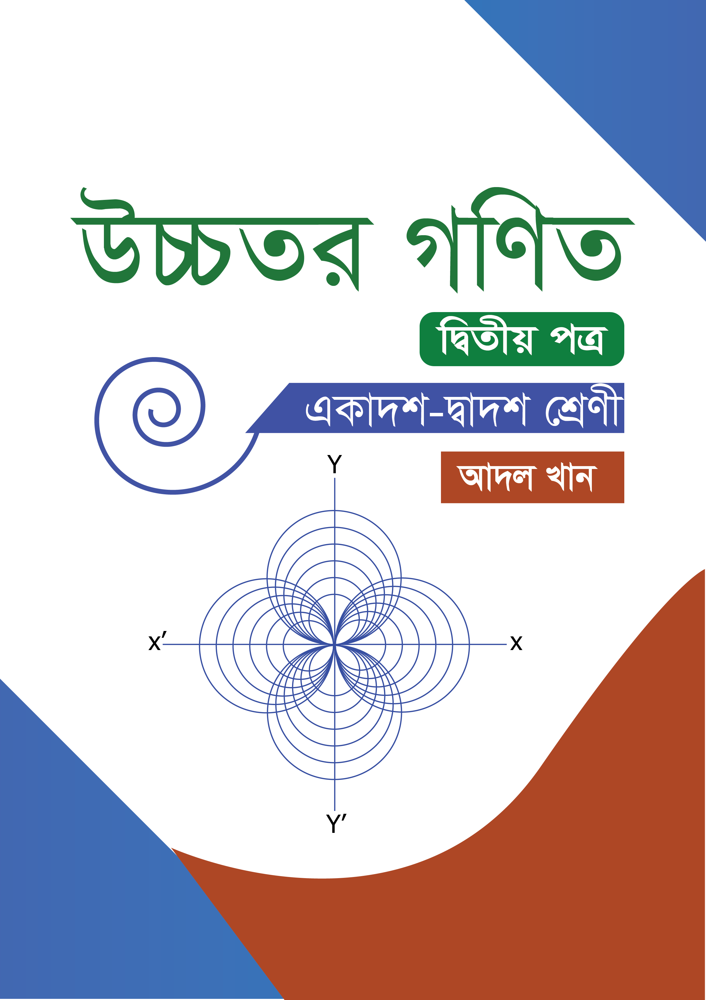 উচ্চতর গণিত
দ্বিতীয় পত্র
একাদশ-দ্বাদশ শ্রেণী
আদল খান
Y
X′ X
Y′